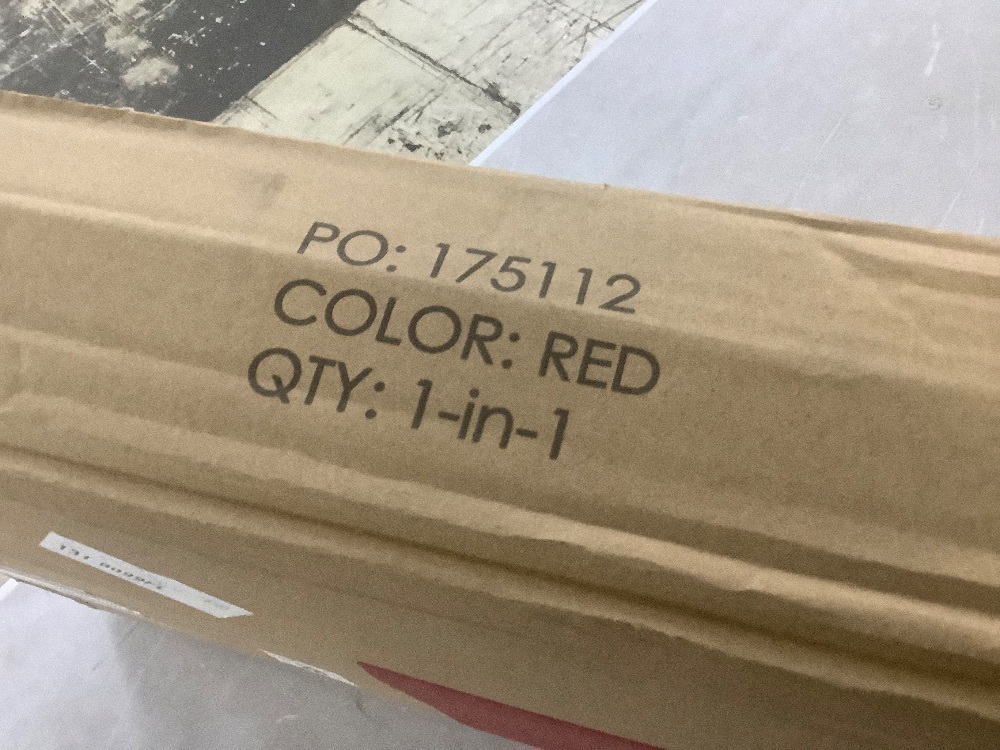 PO: 175112
COLOR: RED
QTY: 1-in-1